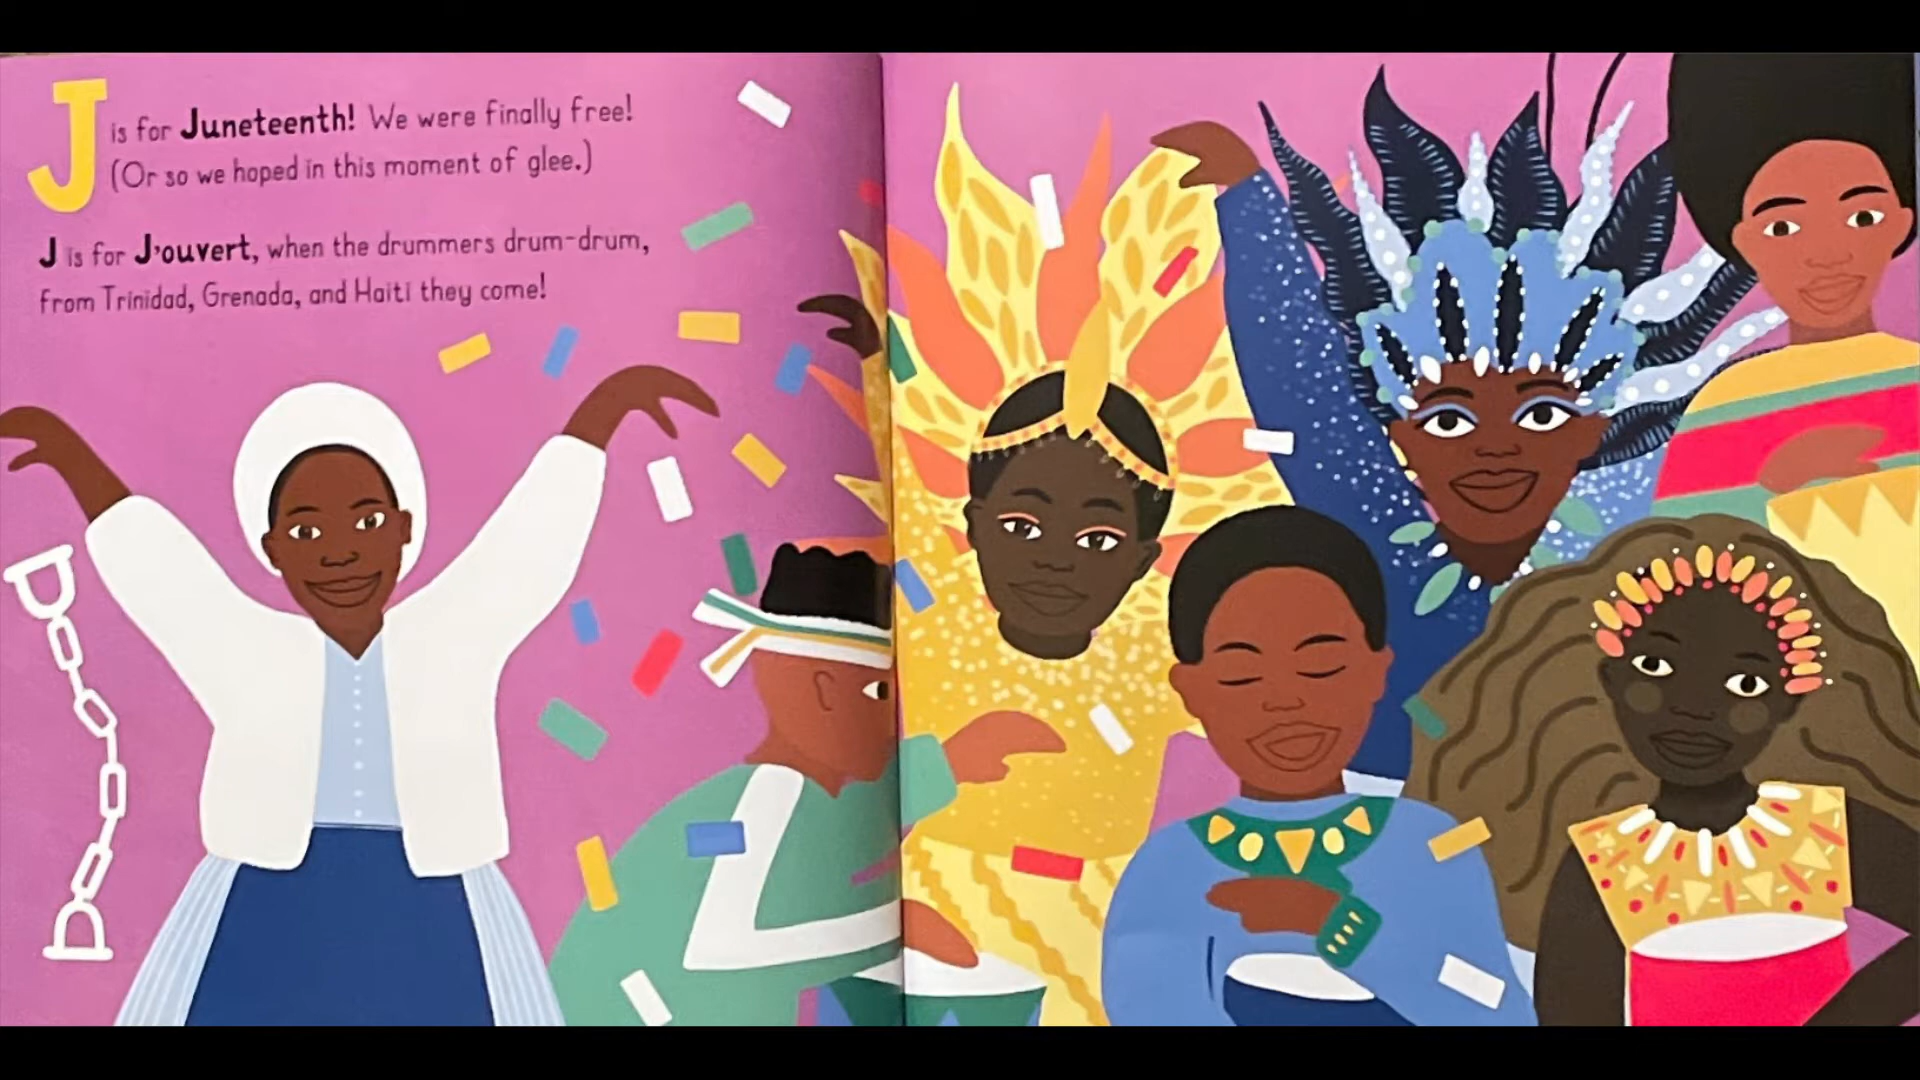 J is for Juneteenth! We were finally free!
(Or so we hoped in this moment of glee.)
J is for J'ouvert, when the drummers drum-drum,
from Trinidad, Grenada, and Haiti they come!